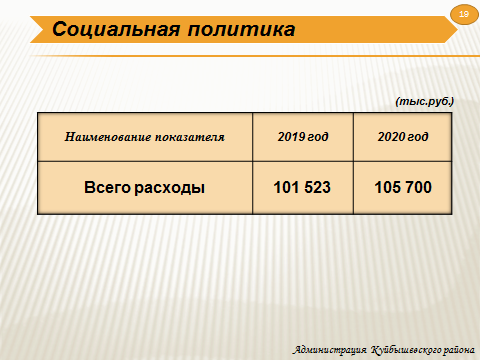 19
Социальная политика
(тыс.руб.)
Наименование показателя 2019 год 2020 год
Всего расходы 101 523 105 700
Администрация Куйбышевского района